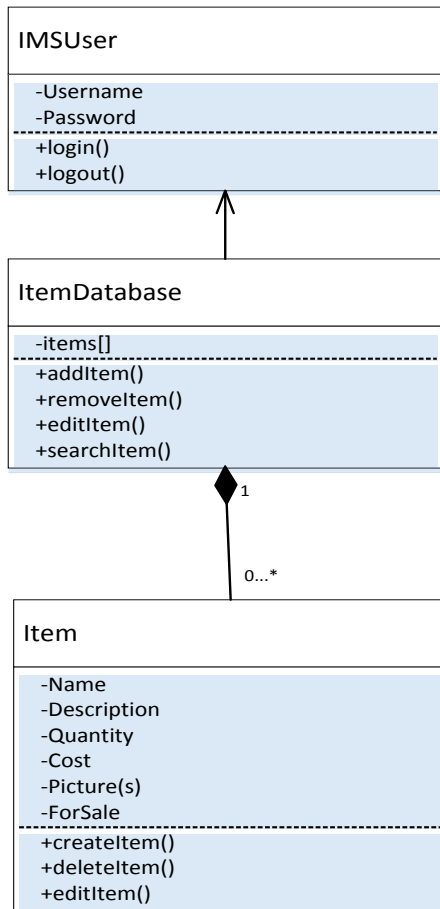 IMSUser
-Username
-Password
+login()
+logout()
ItemDatabase
-items[]
+addItem()
+removeItem()
+editItem()
+searchItem()
1
0...*
Item
-Name
-Description
-Quantity
-Cost
-Picture(s)
-ForSale
+createItem()
+deleteItem()
+editItem()